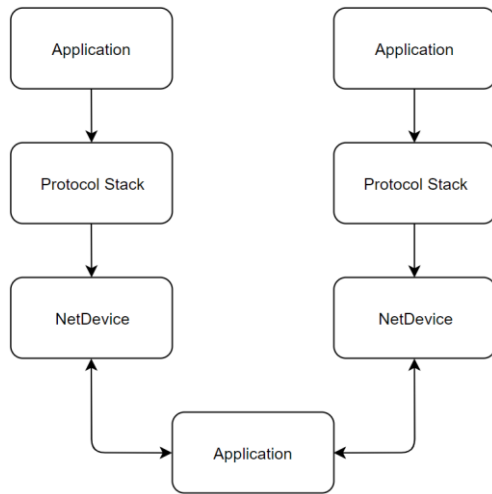 Application
Application
Protocol Stack
Protocol Stack
NetDevice
NetDevice
Application